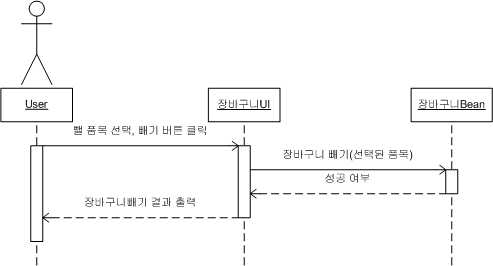 User
장바구니UI
장바구니Bean
뺄 품목 선택, 빼기 버튼 클릭
장바구니 빼기(선택된 품목)
성공 여부
장바구니빼기 결과 출력